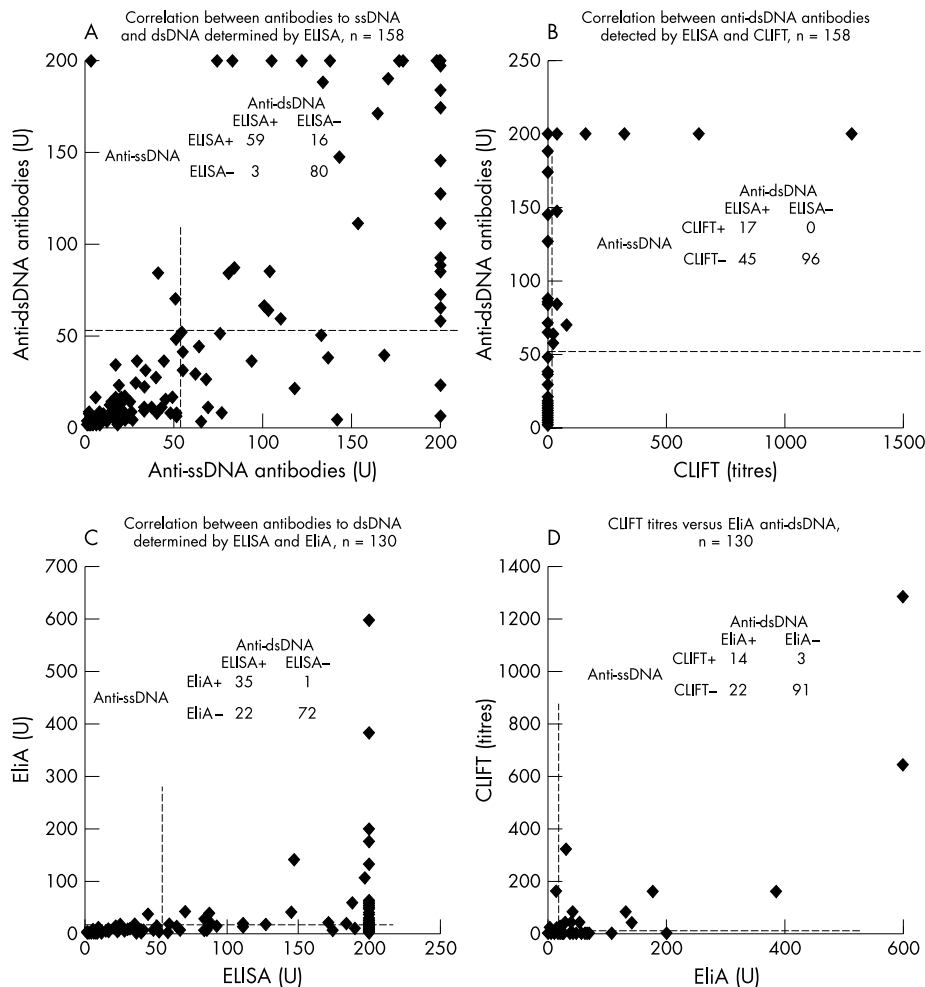 A
Correlation between antibodies to ssDNA
and dsDNA determined by ELISA, n = 158
200
150
100
50
0
Anti-dsDNA antibodies (U)
Anti-dsDNA
ELISA+ ELISA–
ELISA+ 59 16
Anti-ssDNA
ELISA– 3 80
0 50 100 150 200
Anti-ssDNA antibodies (U)
B
Correlation between anti-dsDNA antibodies
detected by ELISA and CLIFT, n = 158
250
200
150
100
50
0
Anti-dsDNA antibodies (U)
Anti-dsDNA
ELISA+ ELISA–
CLIFT+ 17 0
Anti-ssDNA
CLIFT– 45 96
0 500 1000 1500
CLIFT (titres)
C
Correlation between antibodies to dsDNA
determined by ELISA and EliA, n = 130
700
600
500
400
300
200
100
0
EliA (U)
Anti-dsDNA
ELISA+ ELISA–
EliA+ 35 1
Anti-ssDNA
EliA– 22 72
0 50 100 150 200 250
ELISA (U)
D
CLIFT titres versus EliA anti-dsDNA,
n = 130
1400
1200
1000
800
600
400
200
0
CLIFT (titres)
Anti-dsDNA
EliA+ EliA–
CLIFT+ 14 3
Anti-ssDNA
CLIFT– 22 91
0 200 400 600
EliA (U)